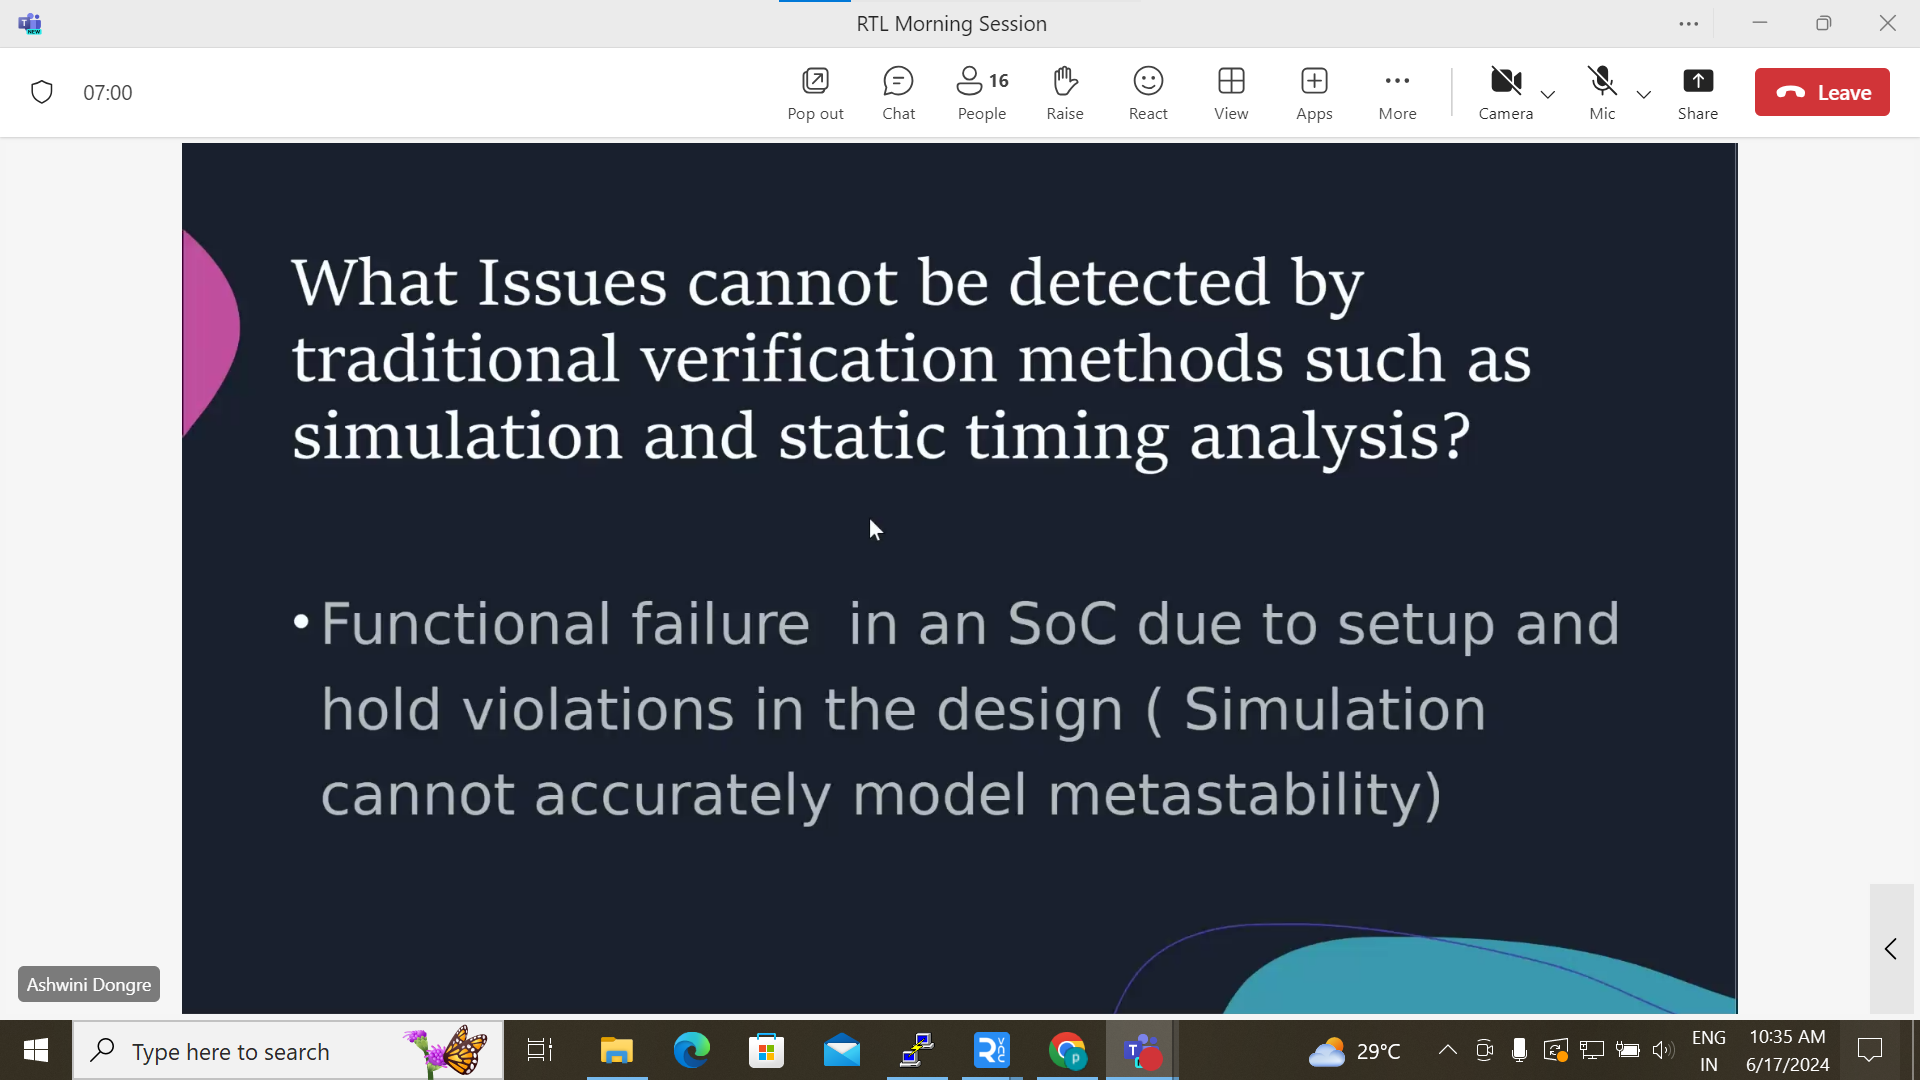 RTL Morning Session
07:00
Pop out
Chat
16
People
Raise
React
View
Apps
More
Camera
Mic
Share
Leave
What Issues cannot be detected by
traditional verification methods such as
simulation and static timing analysis?
• Functional failure  in an SoC due to setup and
hold violations in the design ( Simulation
cannot accurately model metastability)
Ashwini Dongre
Type here to search
29°C
ENG
IN
10:35 AM
6/17/2024